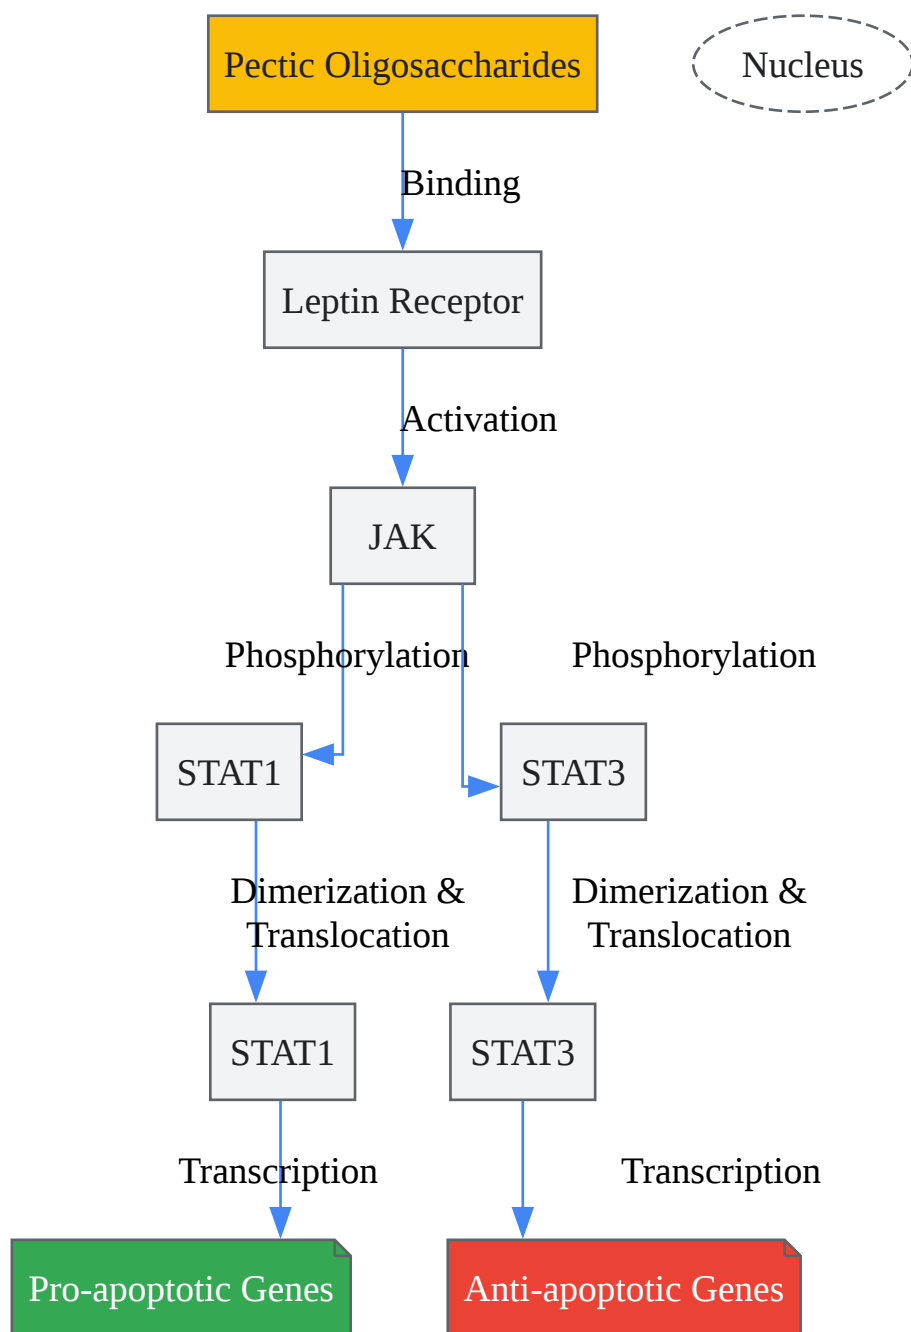 Pectic Oligosaccharides
Nucleus
Binding
Leptin Receptor
Activation
JAK
Phosphorylation
Phosphorylation
STAT1
STAT3
Dimerization &
Translocation
Dimerization &
Translocation
STAT1
STAT3
Transcription
Transcription
Pro-apoptotic Genes
Anti-apoptotic Genes